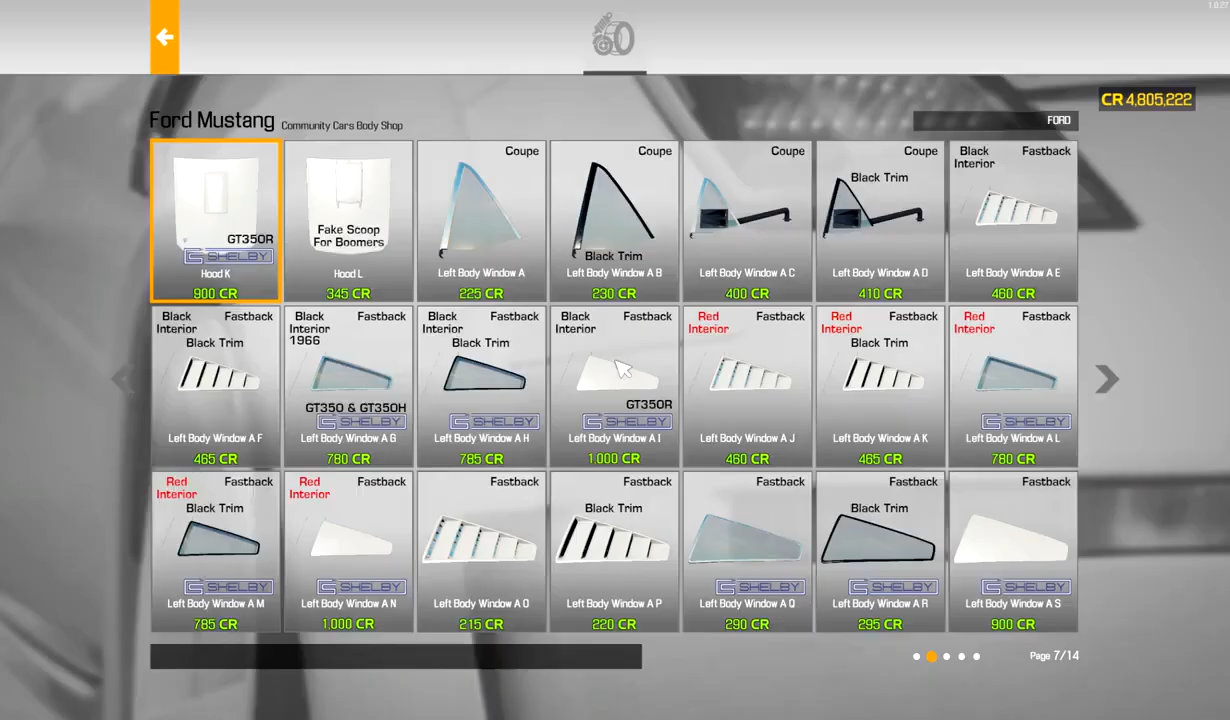 1.0.27
CR 4,805,222
Ford Mustang Community Cars Body Shop
FORD
GT350R
SHELBY
Hood K
900 CR
Fake Scoop
For Boomers
Hood L
345 CR
Coupe
Left Body Window A
225 CR
Coupe
Black Trim
Left Body Window A B
230 CR
Coupe
Left Body Window A C
400 CR
Coupe
Black Trim
Left Body Window A D
410 CR
Black
Interior
Fastback
Left Body Window A E
460 CR
Black
Interior
Fastback
Black Trim
Left Body Window A F
465 CR
Black
Interior
1966
Fastback
GT350 & GT350H
SHELBY
Left Body Window A G
780 CR
Black
Interior
Fastback
Black Trim
SHELBY
Left Body Window A H
785 CR
Black
Interior
Fastback
GT350R
SHELBY
Left Body Window A I
1,000 CR
Red
Interior
Fastback
Left Body Window A J
460 CR
Red
Interior
Fastback
Black Trim
Left Body Window A K
465 CR
Red
Interior
Fastback
SHELBY
Left Body Window A L
780 CR
Red
Interior
Fastback
Black Trim
SHELBY
Left Body Window A M
785 CR
Red
Interior
Fastback
SHELBY
Left Body Window A N
1,000 CR
Fastback
Left Body Window A O
215 CR
Fastback
Black Trim
Left Body Window A P
220 CR
Fastback
SHELBY
Left Body Window A Q
290 CR
Fastback
Black Trim
SHELBY
Left Body Window A R
295 CR
Fastback
SHELBY
Left Body Window A S
900 CR
Page 7/14